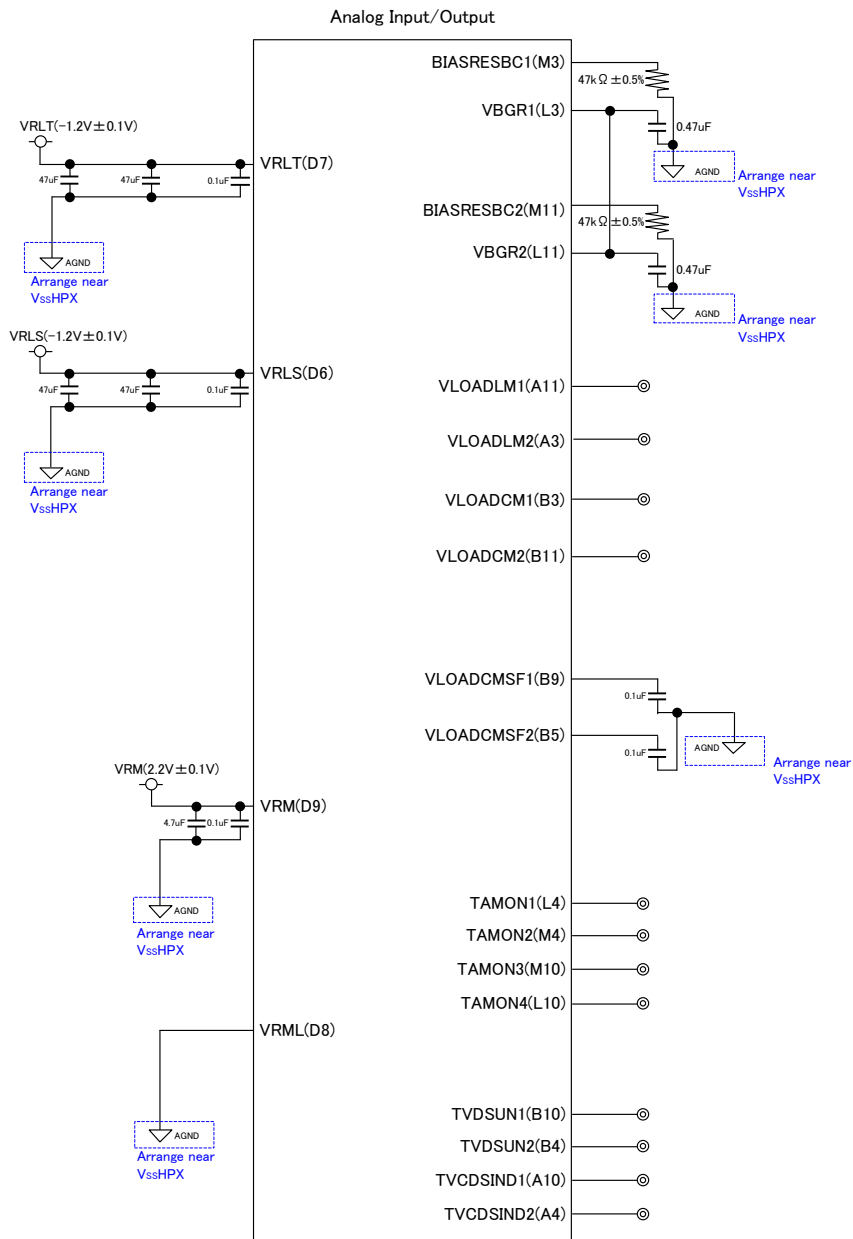 Analog Input/Output
VRLT(-1.2V±0.1V)
47uF
47uF
0.1uF
VRLT(D7)
AGND
Arrange near
VssHPX
VRLS(-1.2V±0.1V)
47uF
47uF
0.1uF
VRLS(D6)
AGND
Arrange near
VssHPX
VRM(2.2V±0.1V)
4.7uF
0.1uF
VRM(D9)
AGND
Arrange near
VssHPX
VRML(D8)
AGND
Arrange near
VssHPX
BIASRESBC1(M3)
47kΩ±0.5%
VBGR1(L3)
0.47uF
AGND
Arrange near
VssHPX
BIASRESBC2(M11)
47kΩ±0.5%
VBGR2(L11)
0.47uF
AGND
Arrange near
VssHPX
VLOADLM1(A11)
VLOADLM2(A3)
VLOADCM1(B3)
VLOADCM2(B11)
VLOADCMSF1(B9)
0.1uF
VLOADCMSF2(B5)
0.1uF
AGND
Arrange near
VssHPX
TAMON1(L4)
TAMON2(M4)
TAMON3(M10)
TAMON4(L10)
TVDSUN1(B10)
TVDSUN2(B4)
TVCDSIND1(A10)
TVCDSIND2(A4)